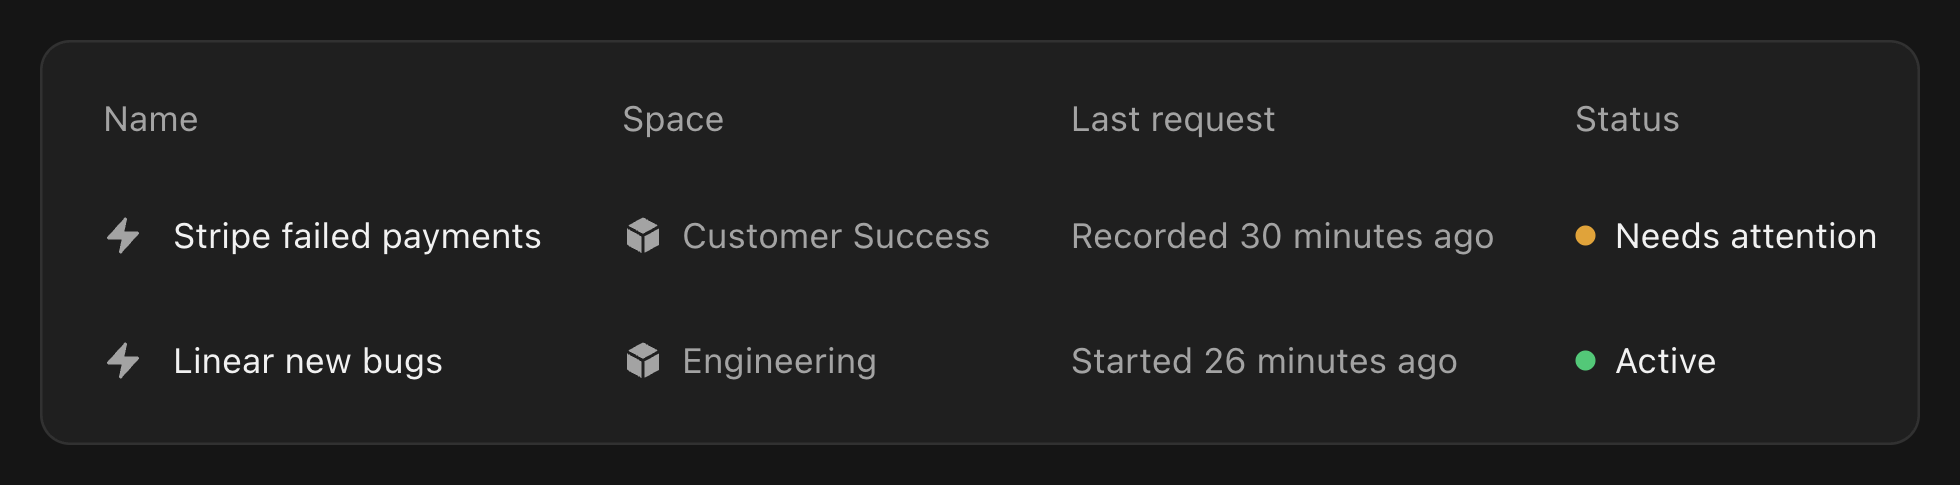 Name Space Last request Status
Stripe failed payments Customer Success Recorded 30 minutes ago Needs attention
Linear new bugs Engineering Started 26 minutes ago Active